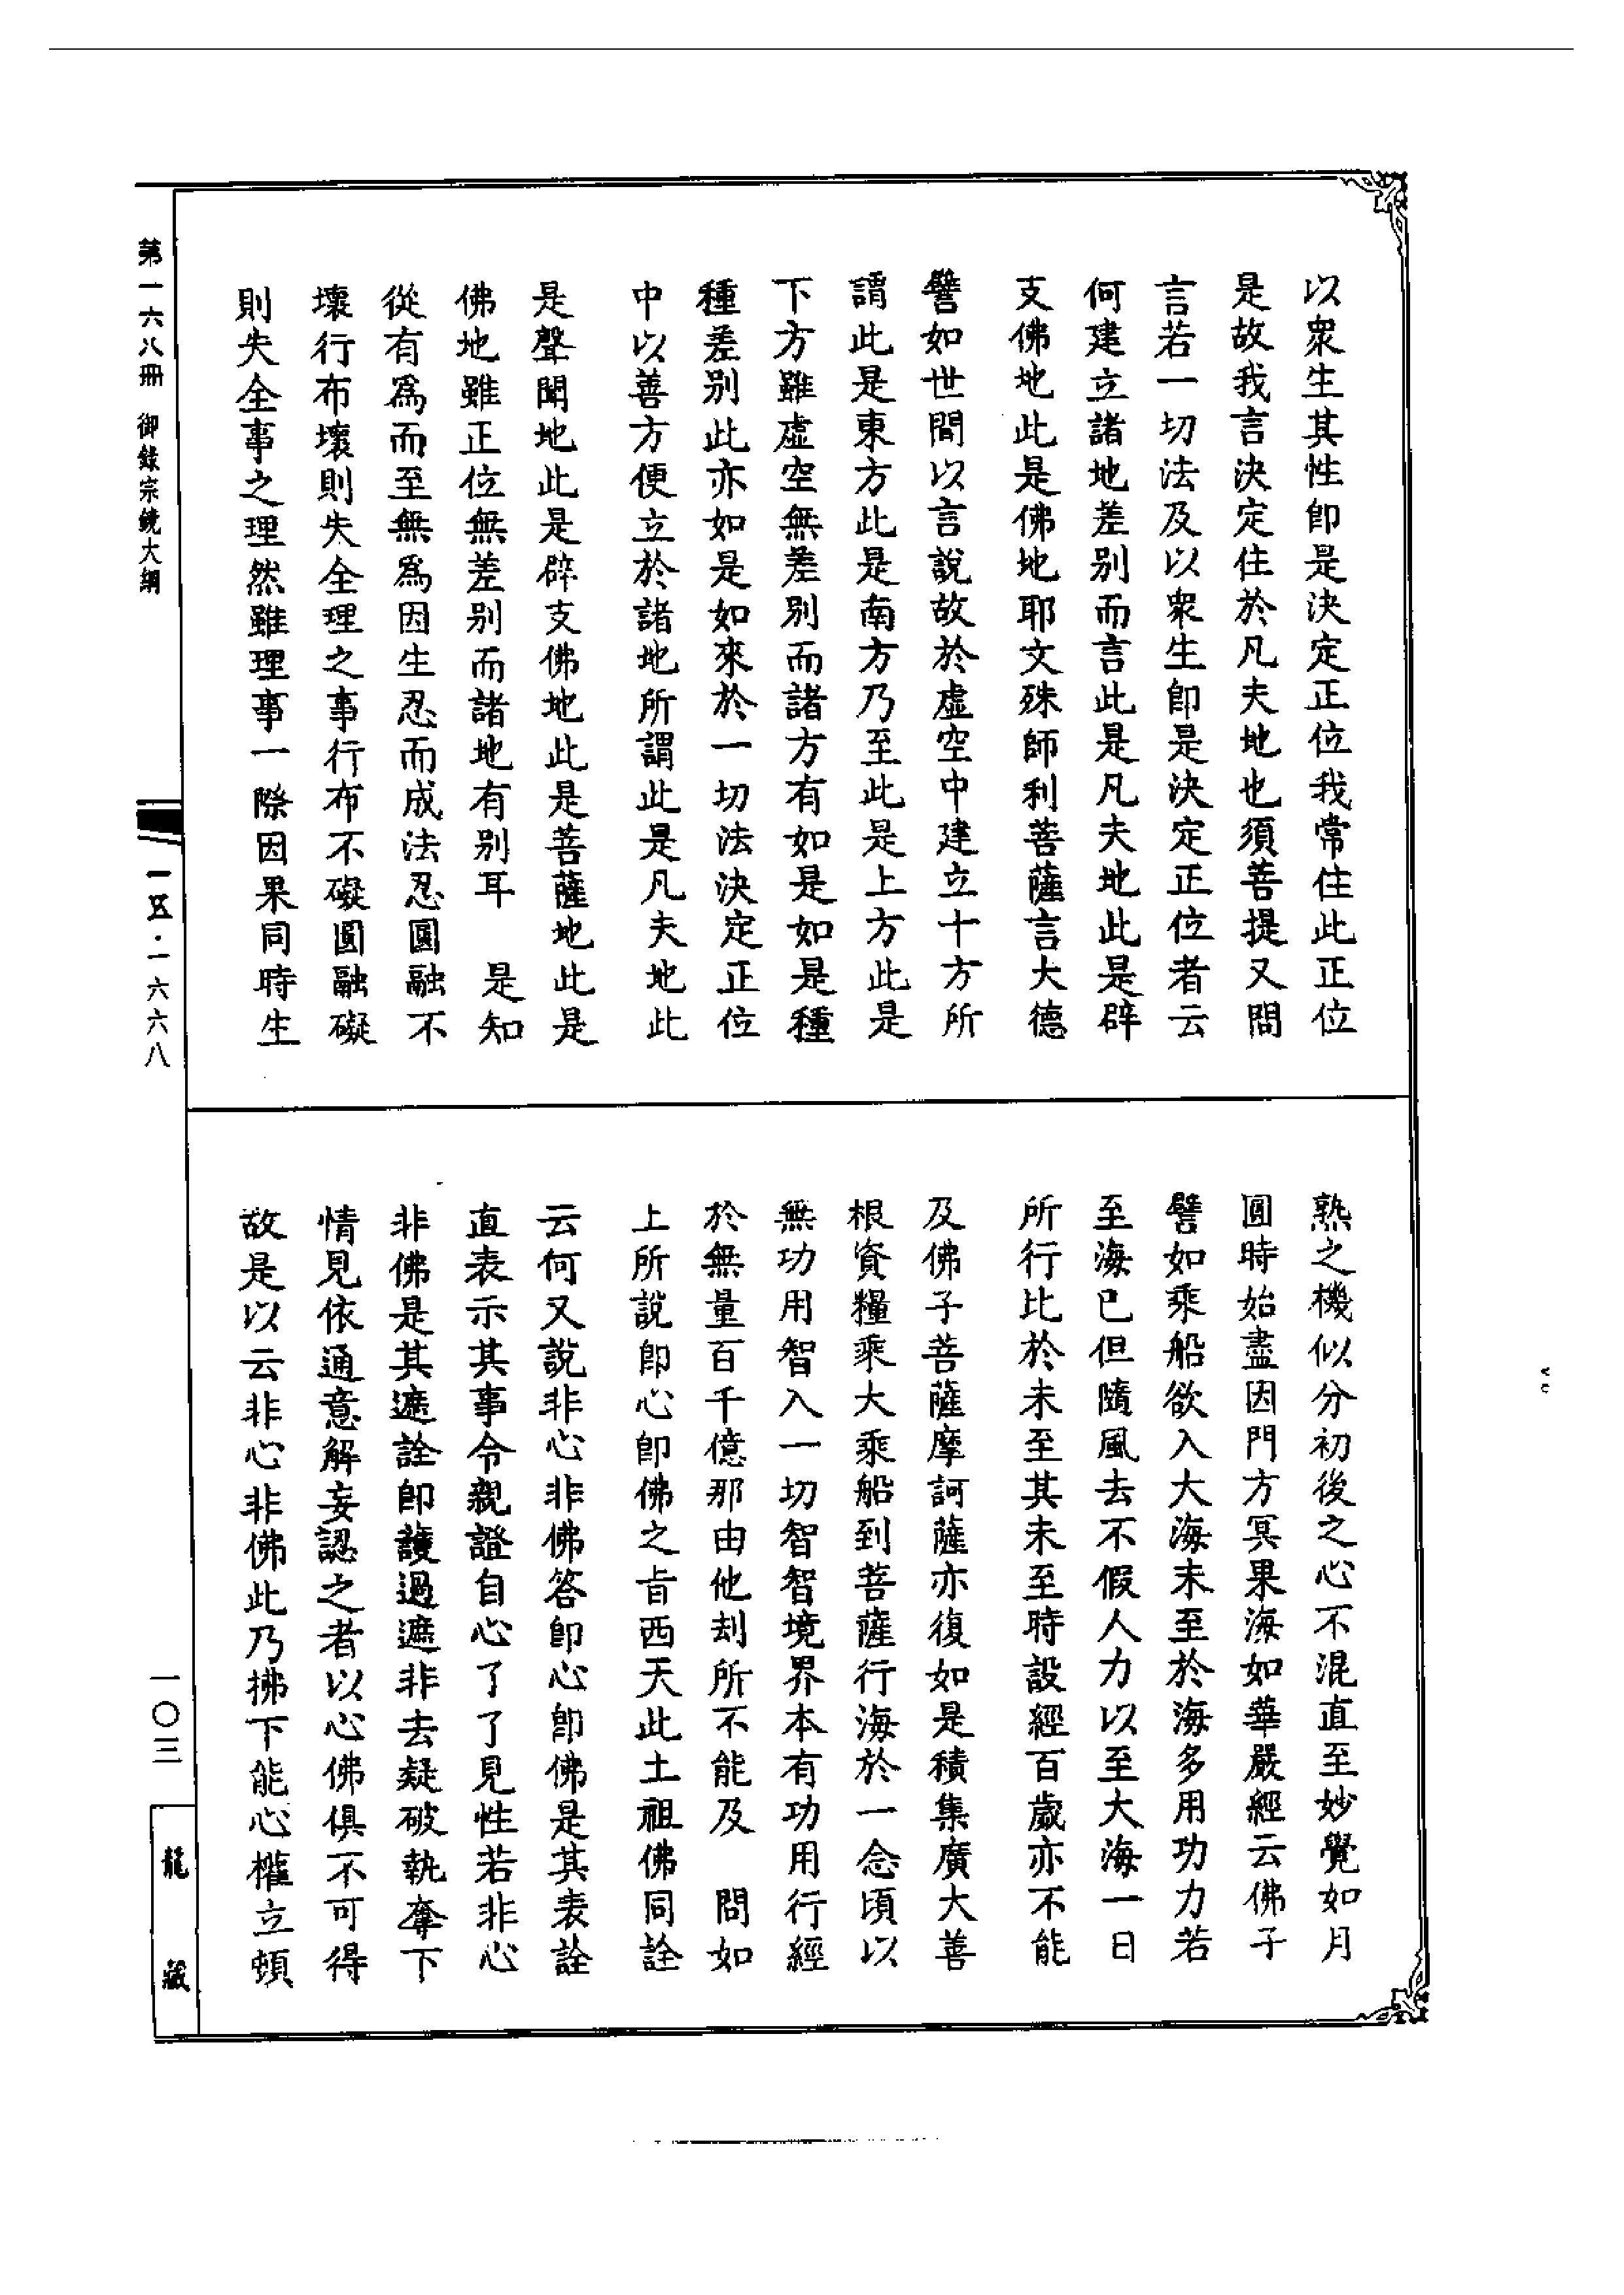 以衆生其性卽是決定正位我常住此正位
是故我言決定住於凡夫地也須菩提又問
言若一切法及以衆生卽是決定正位者云
何建立諸地差别而言此是凡夫地此是辟
支佛地此是佛地耶文殊師利菩薩言大德
譬如世間以言說故於虛空中建立十方所
謂此是東方此是南方乃至此是上方此是
下方雖虛空無差别而諸方有如是如是種
種差别此亦如是如來於一切法決定正位
中以善方便立於諸地所謂此是凡夫地此
是聲聞地此是辟支佛地此是菩薩地此是
佛地雖正位無差别而諸地有别耳　是知
從有爲而至無爲因生忍而成法忍圓融不
壞行布壞則失全理之事行布不礙圓融礙
則失全事之理然雖理事一際因果同時生
熟之機似分初後之心不混直至妙覺如月
圓時始盡因門方冥果海如華嚴經云佛子
譬如乘船欲入大海未至於海多用功力若
至海已但隨風去不假人力以至大海一日
所行比於未至其未至時設經百歲亦不能
及佛子菩薩摩訶薩亦復如是積集廣大善
根資糧乘大乘船到菩薩行海於一念頃以
無功用智入一切智智境界本有功用行經
於無量百千億那由他刦所不能及　問如
上所說卽心卽佛之旨西天此土祖佛同詮
云何又說非心非佛答卽心卽佛是其表詮
直表示其事令親證自心了了見性若非心
非佛是其遮詮卽護過遮非去疑破執奪下
情見依通意解妄認之者以心佛俱不可得
故是以云非心非佛此乃拂下能心權立頓
第一六八冊　御錄宗鏡大綱
一五·一六六八
一〇三
龍藏